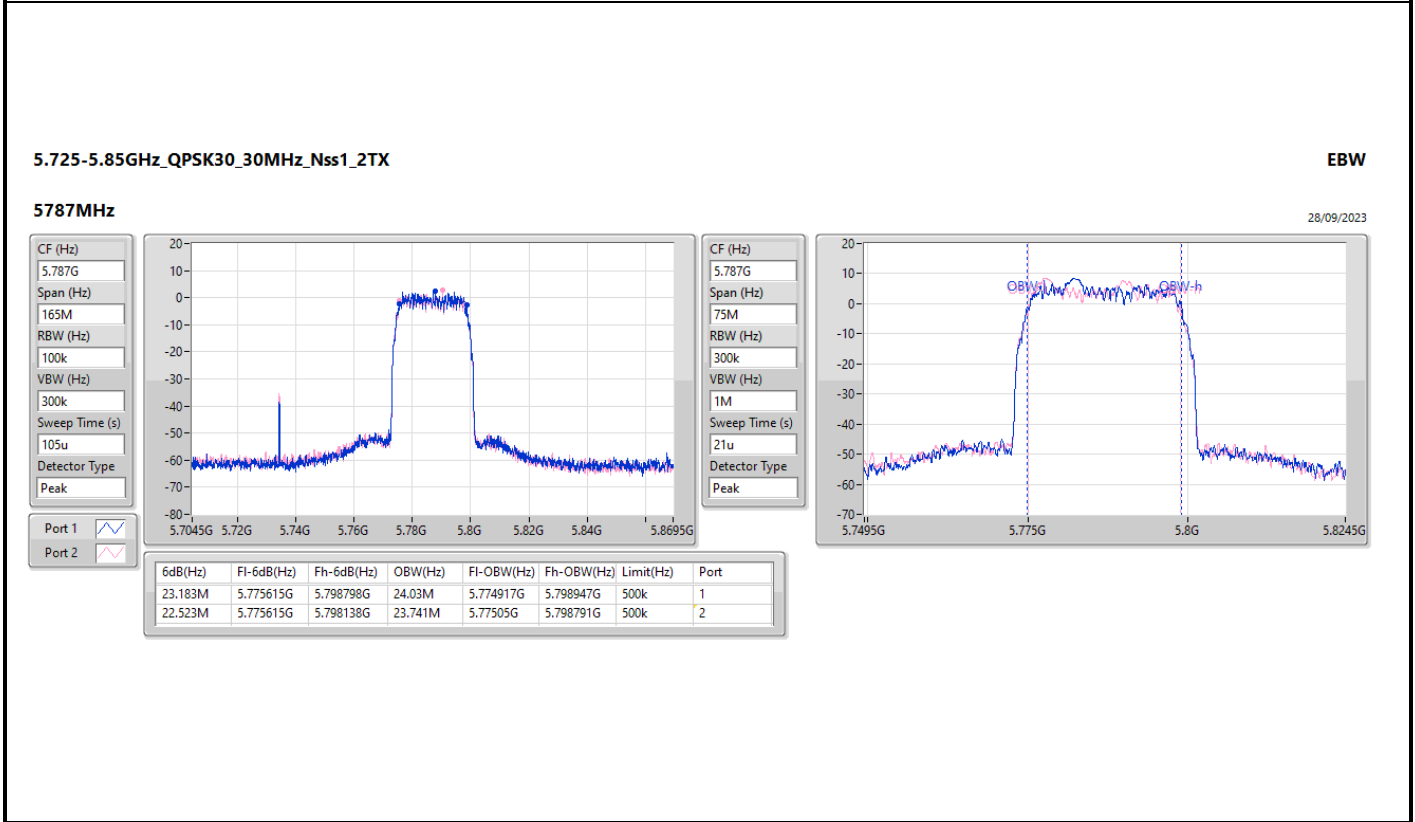 5.725-5.85GHz_QPSK30_30MHz_Nss1_2TX
EBW
5787MHz
28/09/2023
CF (Hz)
5.787G
Span (Hz)
165M
RBW (Hz)
100k
VBW (Hz)
300k
Sweep Time (s)
105u
Detector Type
Peak
Port 1
Port 2
20
10
0
-10
-20
-30
-40
-50
-60
-70
-80
5.7045G 5.72G 5.74G 5.76G 5.78G 5.8G 5.82G 5.84G 5.8695G
CF (Hz)
5.787G
Span (Hz)
75M
RBW (Hz)
300k
VBW (Hz)
1M
Sweep Time (s)
21u
Detector Type
Peak
20
10
0
-10
-20
-30
-40
-50
-60
-70
OBW-l OBW-h
5.7495G 5.775G 5.8G 5.8245G
6dB(Hz) Fl-6dB(Hz) Fh-6dB(Hz) OBW(Hz) Fl-OBW(Hz) Fh-OBW(Hz) Limit(Hz) Port
23.183M 5.775615G 5.798798G 24.03M 5.774917G 5.798947G 500k 1
22.523M 5.775615G 5.798138G 23.741M 5.77505G 5.798791G 500k 2